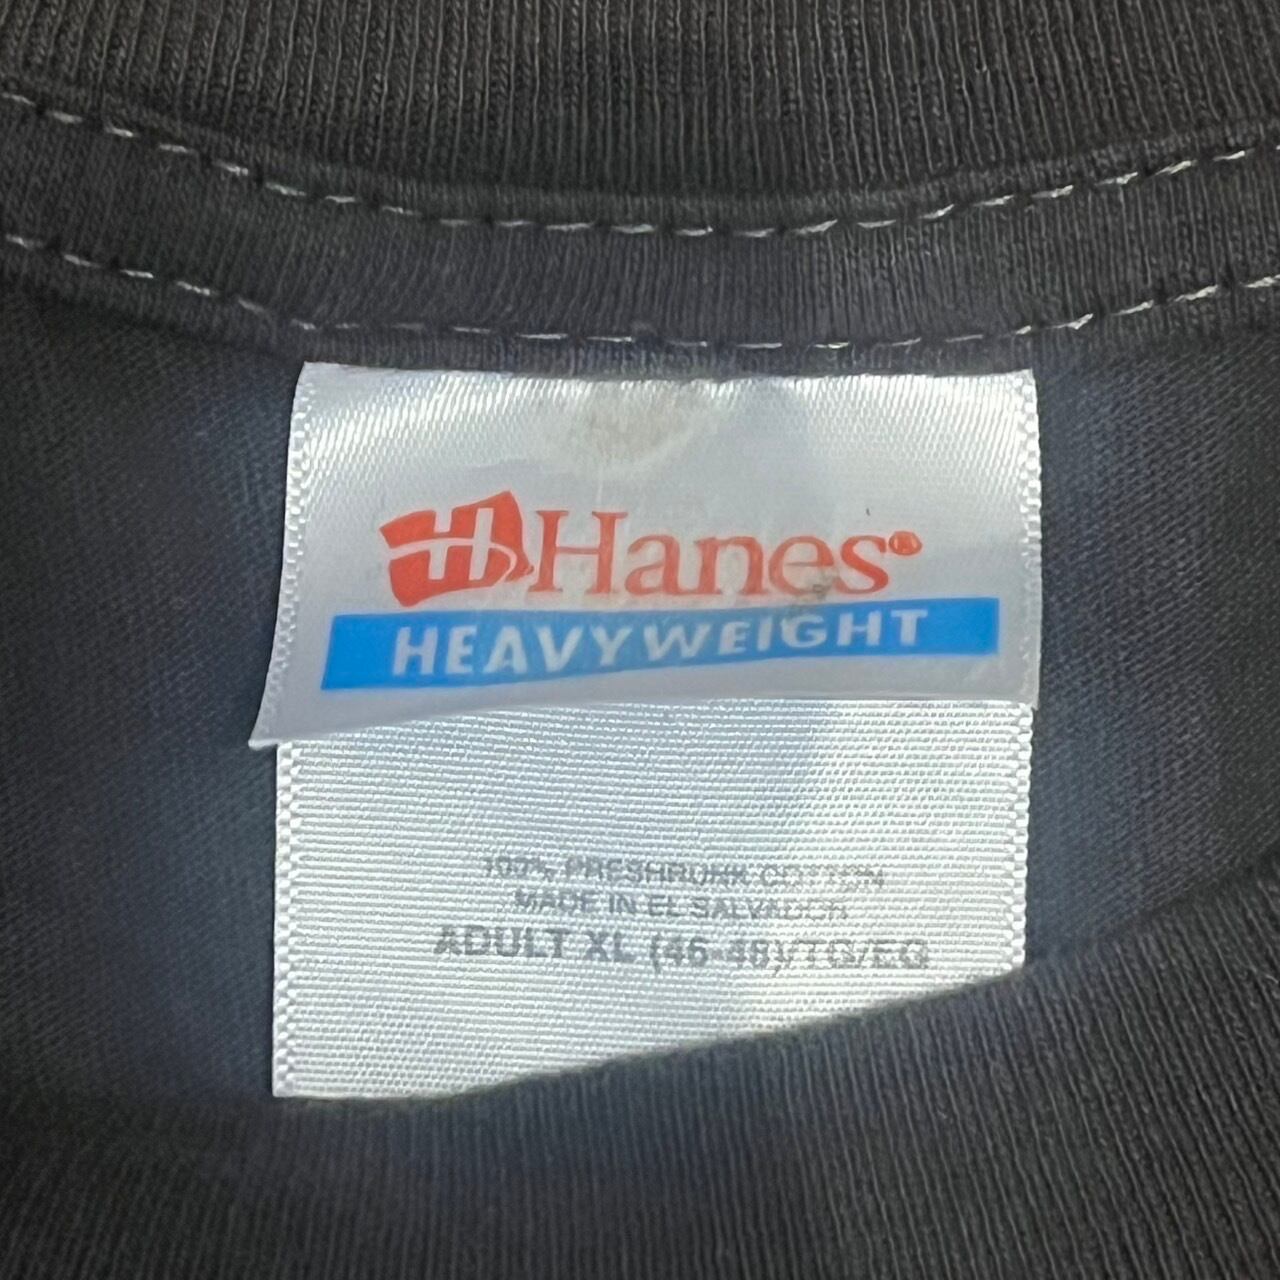 H Hanes®
HEAVYWEIGHT
100% PRESHRUNK COTTON
MADE IN EL SALVADOR
ADULT XL (46-48)/TG/EG